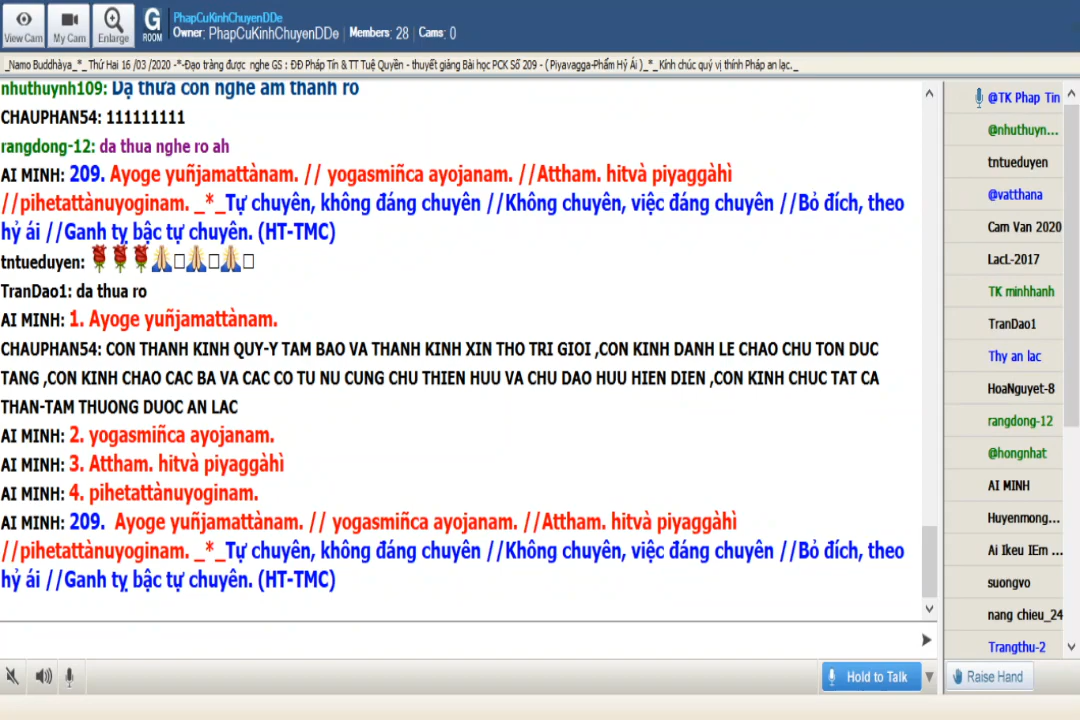 PhapCuKinhChuyenDDe
Owner: PhapCuKinhChuyenDDe | Members: 28 | Cams: 0
View Cam My Cam Enlarge G ROOM
_Namo Buddhàya_*_ Thứ Hai 16 /03 /2020 -*-Đạo tràng được nghe GS : ĐĐ Pháp Tín & TT Tuệ Quyền - thuyết giảng Bài học PCK Số 209 - ( Piyavagga-Phẩm Hỷ Ái )_*_ Kính chúc quý vị thính Pháp an lạc._
nhuthuynh109: Dạ thưa con nghe âm thanh rõ
CHAUPHAN54: 111111111
rangdong-12: da thua nghe ro ah
AI MINH: 209. Ayoge yuñjamattànam. // yogasmiñca ayojanam. //Attham. hitvà piyaggàhì
//pihetattànuyoginam. _*_Tự chuyên, không đáng chuyên //Không chuyên, việc đáng chuyên //Bỏ đích, theo
hỷ ái //Ganh tỵ bậc tự chuyên. (HT-TMC)
tntueduyen: 🌹🌹🌹🙏□🙏□🙏□
TranDao1: da thua ro
AI MINH: 1. Ayoge yuñjamattànam.
CHAUPHAN54: CON THANH KINH QUY-Y TAM BAO VA THANH KINH XIN THO TRI GIOI ,CON KINH DANH LE CHAO CHU TON DUC
TANG ,CON KINH CHAO CAC BA VA CAC CO TU NU CUNG CHU THIEN HUU VA CHU DAO HUU HIEN DIEN ,CON KINH CHUC TAT CA
THAN-TAM THUONG DUOC AN LAC
AI MINH: 2. yogasmiñca ayojanam.
AI MINH: 3. Attham. hitvà piyaggàhì
AI MINH: 4. pihetattànuyoginam.
AI MINH: 209. Ayoge yuñjamattànam. // yogasmiñca ayojanam. //Attham. hitvà piyaggàhì
//pihetattànuyoginam. _*_Tự chuyên, không đáng chuyên //Không chuyên, việc đáng chuyên //Bỏ đích, theo
hỷ ái //Ganh tỵ bậc tự chuyên. (HT-TMC)
@TK Phap Tin
@nhuthuyn...
tntueduyen
@vatthana
Cam Van 2020
LacL-2017
TK minhhanh
TranDao1
Thy an lac
HoaNguyet-8
rangdong-12
@hongnhat
AI MINH
Huyenmong...
Ai Ikeu IEm ...
suongvo
nang chieu_24
Trangthu-2
Hold to Talk
Raise Hand